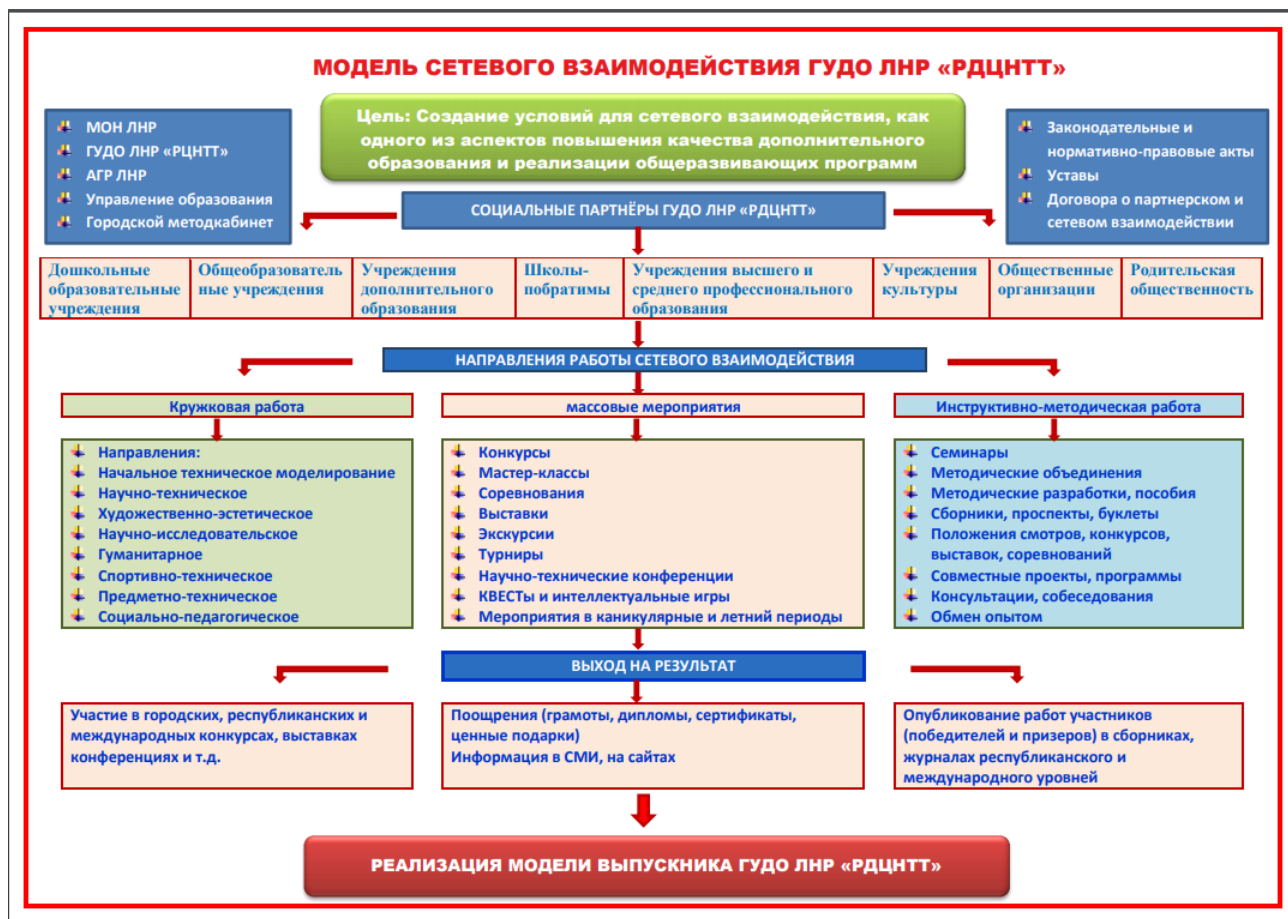 МОДЕЛЬ СЕТЕВОГО ВЗАИМОДЕЙСТВИЯ ГУДО ЛНР «РДЦНТТ»
Цель: Создание условий для сетевого взаимодействия, как
одного из аспектов повышения качества дополнительного
образования и реализации общеразвивающих программ
МОН ЛНР
ГУДО ЛНР «РЦНТТ»
АГР ЛНР
Управление образования
Городской методкабинет
Законодательные и
нормативно-правовые акты
Уставы
Договора о партнерском и
сетевом взаимодействии
СОЦИАЛЬНЫЕ ПАРТНЁРЫ ГУДО ЛНР «РДЦНТТ»
Дошкольные
образовательные
учреждения
Общеобразователь
ные учреждения
Учреждения
дополнительного
образования
Школы-
побратимы
Учреждения высшего и
среднего профессионального
образования
Учреждения
культуры
Общественные
организации
Родительская
общественность
НАПРАВЛЕНИЯ РАБОТЫ СЕТЕВОГО ВЗАИМОДЕЙСТВИЯ
Кружковая работа
Направления:
Начальное техническое моделирование
Научно-техническое
Художественно-эстетическое
Научно-исследовательское
Гуманитарное
Спортивно-техническое
Предметно-техническое
Социально-педагогическое
массовые мероприятия
Конкурсы
Мастер-классы
Соревнования
Выставки
Экскурсии
Турниры
Научно-технические конференции
КВЕСТы и интеллектуальные игры
Мероприятия в каникулярные и летний периоды
Инструктивно-методическая работа
Семинары
Методические объединения
Методические разработки, пособия
Сборники, проспекты, буклеты
Положения смотров, конкурсов,
выставок, соревнований
Совместные проекты, программы
Консультации, собеседования
Обмен опытом
ВЫХОД НА РЕЗУЛЬТАТ
Участие в городских, республиканских и
международных конкурсах, выставках
конференциях и т.д.
Поощрения (грамоты, дипломы, сертификаты,
ценные подарки)
Информация в СМИ, на сайтах
Опубликование работ участников
(победителей и призеров) в сборниках,
журналах республиканского и
международного уровней
РЕАЛИЗАЦИЯ МОДЕЛИ ВЫПУСКНИКА ГУДО ЛНР «РДЦНТТ»